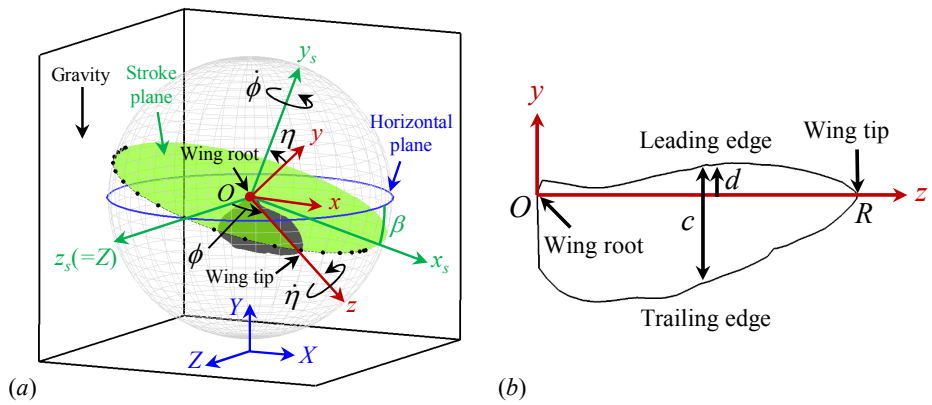 y_s
Stroke
plane
ϕ̇
Gravity
η
y
Horizontal
plane
Wing root
O
x
β
ϕ
z_s(=Z)
Wing tip
x_s
η̇
z
Y
Z
X
(a)
y
Leading edge
Wing tip
d
O
z
R
c
Wing root
Trailing edge
(b)